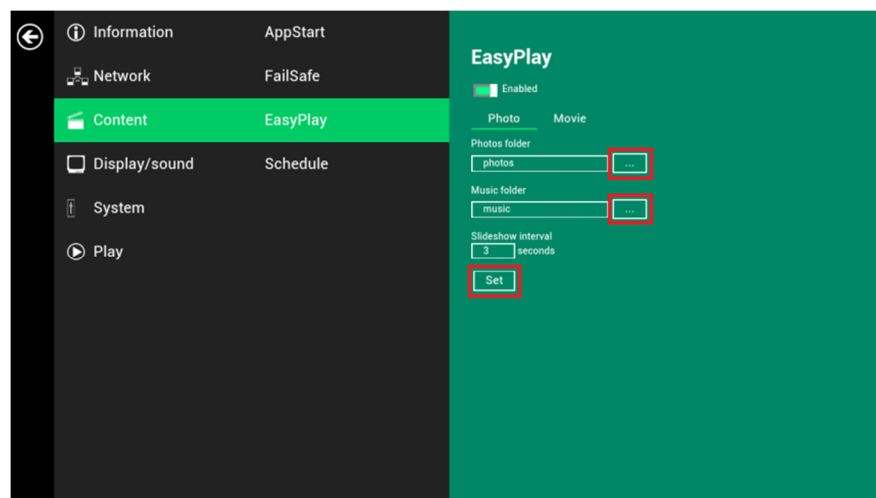 Information
Network
Content
Display/sound
System
Play
AppStart
FailSafe
EasyPlay
Schedule
EasyPlay
Enabled
Photo Movie
Photos folder
photos ...
Music folder
music ...
Slideshow interval
3 seconds
Set